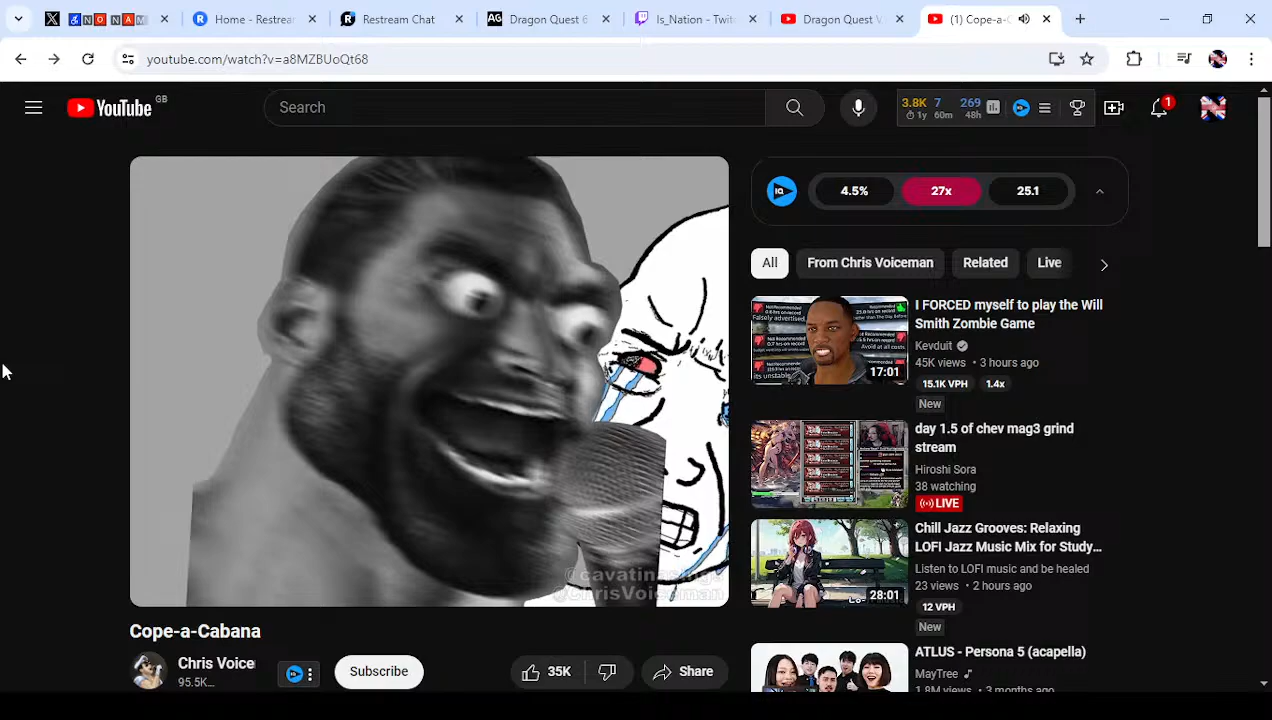 NONAM
Home - Restrea
Restream Chat
AG
Dragon Quest 6
Is_Nation - Twit
Dragon Quest V
(1) Cope-a-C
youtube.com/watch?v=a8MZBUoQt68
YouTube GB
Search
3.8K 7 269
1y 60m 48h
1
IQ
4.5%
27x
25.1
All
From Chris Voiceman
Related
Live
I FORCED myself to play the Will
Smith Zombie Game
Kevduit
45K views • 3 hours ago
15.1K VPH
1.4x
New
17:01
day 1.5 of chev mag3 grind
stream
Hiroshi Sora
38 watching
LIVE
Chill Jazz Grooves: Relaxing
LOFI Jazz Music Mix for Study...
Listen to LOFI music and be healed
23 views • 2 hours ago
12 VPH
New
28:01
ATLUS - Persona 5 (acapella)
MayTree
1.8M views • 3 months ago
@cavatinasings
@ChrisVoiceman
Cope-a-Cabana
Chris Voice
95.5K...
Subscribe
35K
Share